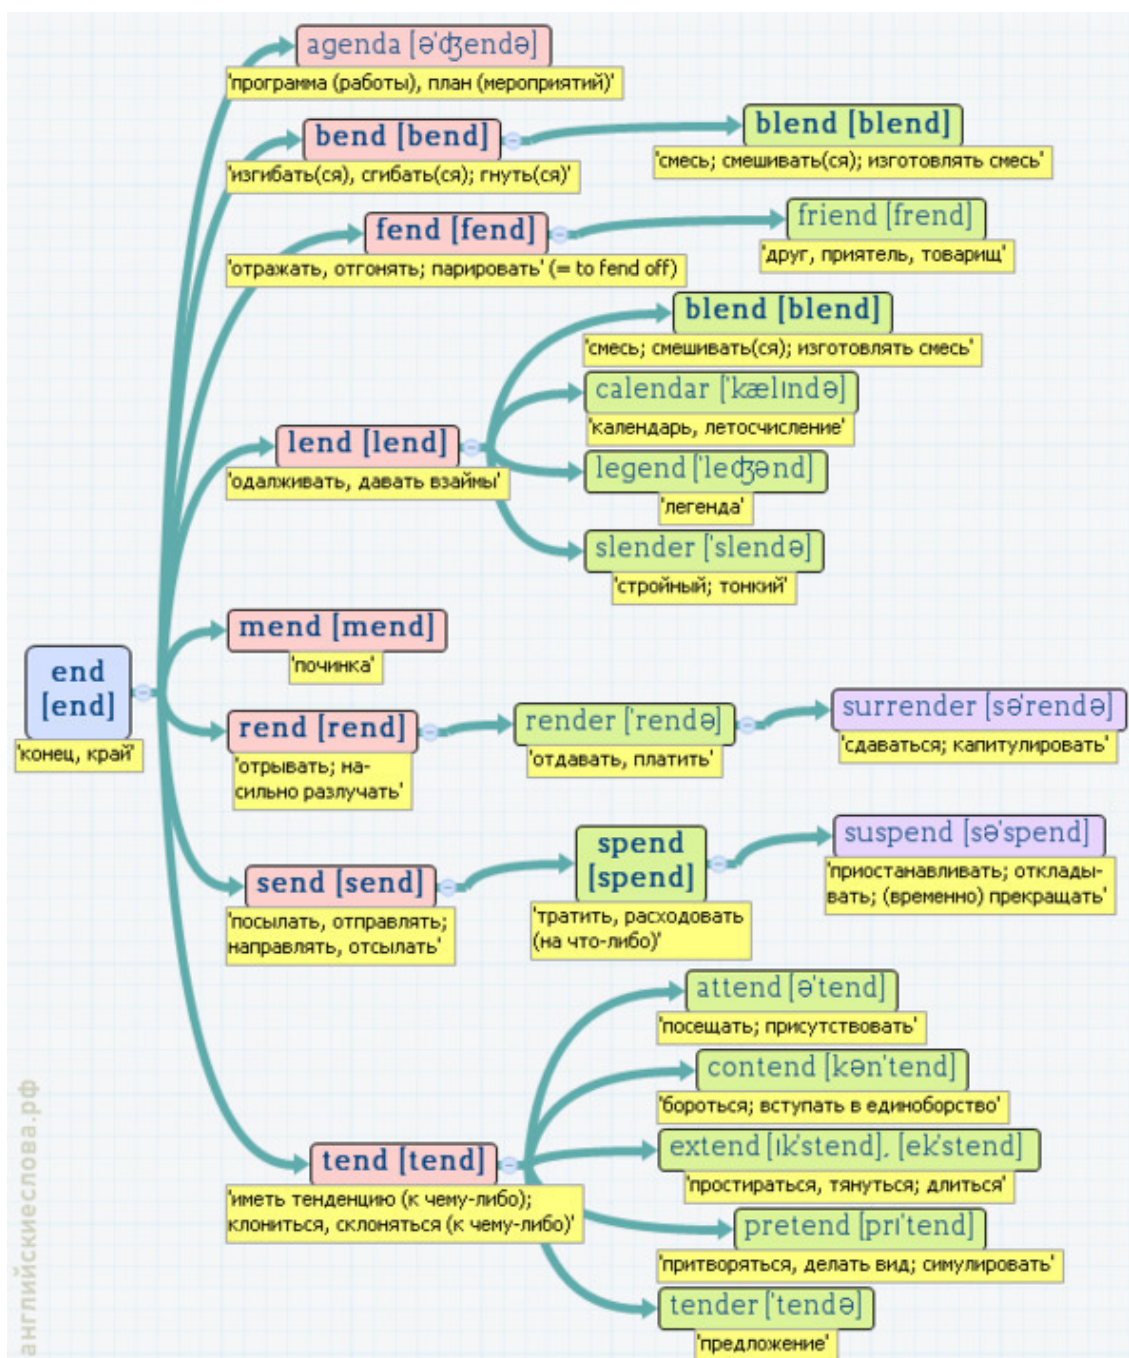 agenda [ə'ʤendə]
'программа (работы), план (мероприятий)'
bend [bend]
'изгибать(ся), сгибать(ся); гнуть(ся)'
blend [blend]
'смесь; смешивать(ся); изготовлять смесь'
fend [fend]
'отражать, отгонять; парировать' (= to fend off)
friend [frend]
'друг, приятель, товарищ'
lend [lend]
'одалживать, давать взаймы'
blend [blend]
'смесь; смешивать(ся); изготовлять смесь'
calendar ['kælındə]
'календарь, летосчисление'
legend ['leʤənd]
'легенда'
slender ['slendə]
'стройный; тонкий'
mend [mend]
'починка'
end
[end]
'конец, край'
rend [rend]
'отрывать; на-
сильно разлучать'
render ['rendə]
'отдавать, платить'
surrender [sə'rendə]
'сдаваться; капитулировать'
send [send]
'посылать, отправлять;
направлять, отсылать'
spend
[spend]
'тратить, расходовать
(на что-либо)'
suspend [sə'spend]
'приостанавливать; отклады-
вать; (временно) прекращать'
tend [tend]
'иметь тенденцию (к чему-либо);
клониться, склоняться (к чему-либо)'
attend [ə'tend]
'посещать; присутствовать'
contend [kən'tend]
'бороться; вступать в единоборство'
extend [ık'stend], [ek'stend]
'простираться, тянуться; длиться'
pretend [prı'tend]
'притворяться, делать вид; симулировать'
tender ['tendə]
'предложение'
английскиеслова.рф